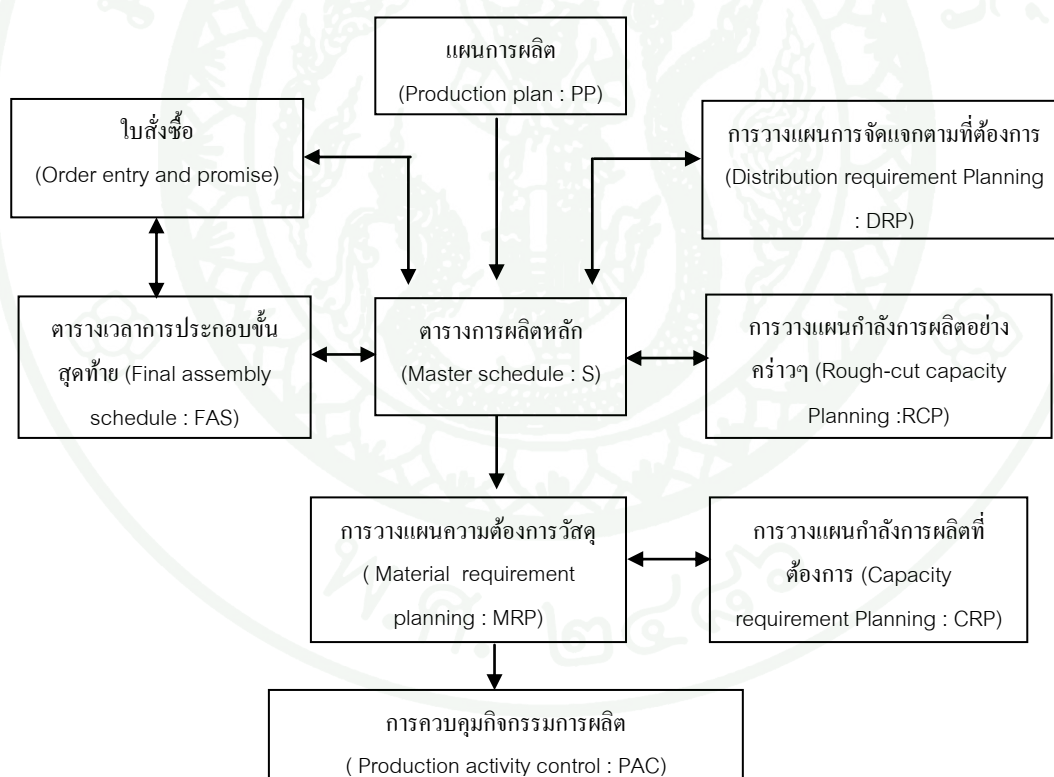 แผนการผลิต
(Production plan : PP)
ใบสั่งซื้อ
(Order entry and promise)
การวางแผนการจัดแจกตามที่ต้องการ
(Distribution requirement Planning
: DRP)
ตารางเวลาการประกอบขั้น
สุดท้าย (Final assembly
schedule : FAS)
ตารางการผลิตหลัก
(Master schedule : S)
การวางแผนกำลังการผลิตอย่าง
คร่าวๆ (Rough-cut capacity
Planning :RCP)
การวางแผนความต้องการวัสดุ
( Material requirement
planning : MRP)
การวางแผนกำลังการผลิตที่
ต้องการ (Capacity
requirement Planning : CRP)
การควบคุมกิจกรรมการผลิต
( Production activity control : PAC)